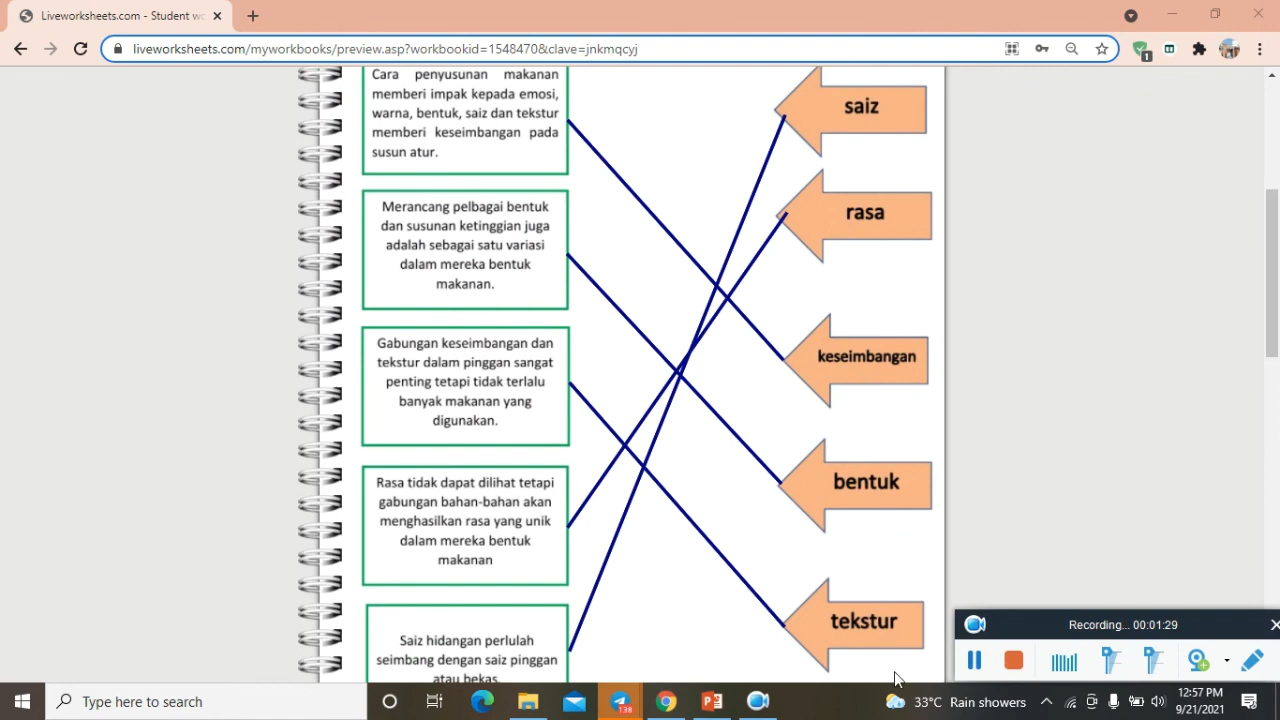 Liveworksheets.com - Student wo
liveworksheets.com/myworkbooks/preview.asp?workbookid=1548470&clave=jnkmqcyj
1
Cara penyusunan makanan
memberi impak kepada emosi,
warna, bentuk, saiz dan tekstur
memberi keseimbangan pada
susun atur.
saiz
Merancang pelbagai bentuk
dan susunan ketinggian juga
adalah sebagai satu variasi
dalam mereka bentuk
makanan.
rasa
Gabungan keseimbangan dan
tekstur dalam pinggan sangat
penting tetapi tidak terlalu
banyak makanan yang
digunakan.
keseimbangan
Rasa tidak dapat dilihat tetapi
gabungan bahan-bahan akan
menghasilkan rasa yang unik
dalam mereka bentuk
makanan
bentuk
Saiz hidangan perlulah
seimbang dengan saiz pinggan
atau bekas.
tekstur
Recording... 00:01:29
Type here to search
138
33°C Rain showers
12:57 PM
9/21/2021